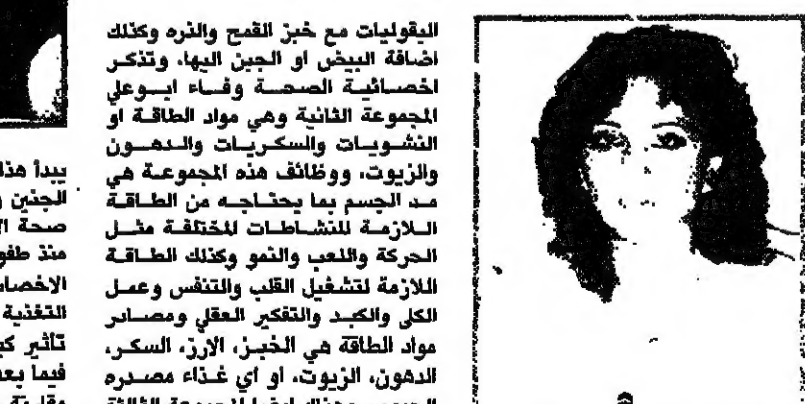 البقوليات مع خبز القمح والذره وكذلك
اضافة البيض او الجبن اليها، وتذكر
اخصائية الصحة وفاء ابوعلي
المجموعة الثانية وهي مواد الطاقة او
النشويات والسكريات والدهون
والزيوت، ووظائف هذه المجموعة هي
مد الجسم بما يحتاجه من الطاقة
اللازمة للنشاطات المختلفة مثل
الحركة واللعب والنمو وكذلك الطاقة
اللازمة لتشغيل القلب والتنفس وعمل
الكلى والكبد والتفكير العقلي ومصادر
مواد الطاقة هي الخبز، الارز، السكر،
الدهون، الزيوت، او اي غذاء مصدره
يبدأ هذا
الجنين و
صحة ا
منذ طفو
الاخصا
التغذية
تأثير كب
فيما بعد